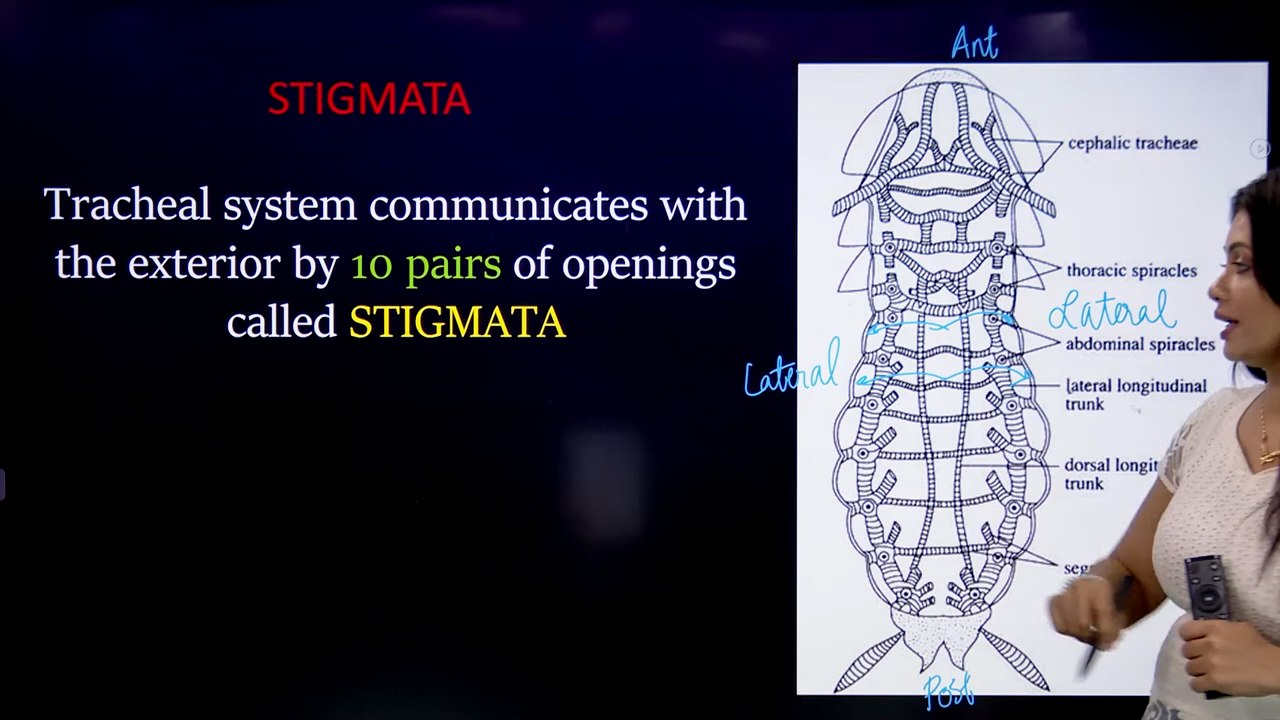 STIGMATA
Tracheal system communicates with
the exterior by 10 pairs of openings
called STIGMATA
Ant
cephalic tracheae
thoracic spiracles
Lateral
abdominal spiracles
Lateral
lateral longitudinal
trunk
dorsal
trunk
Post